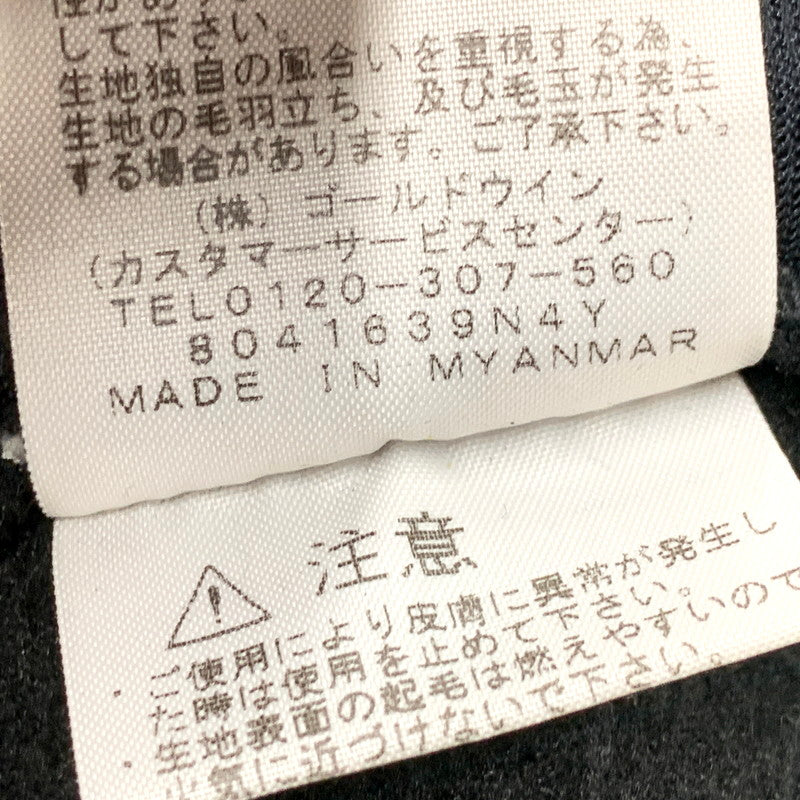 して下さい。
生地独自の風合いを重視する為、
生地の毛羽立ち、及び毛玉が発生
する場合があります。ご了承下さい。
(株) ゴールドウイン
(カスタマーサービスセンター)
TEL0120-307-560
8041639N4Y
MADE IN MYANMAR
注意
・ご使用により皮膚に異常が発生し
た時は使用を止めて下さい。
・生地表面の起毛は燃えやすいので
火気に近づけないで下さい。